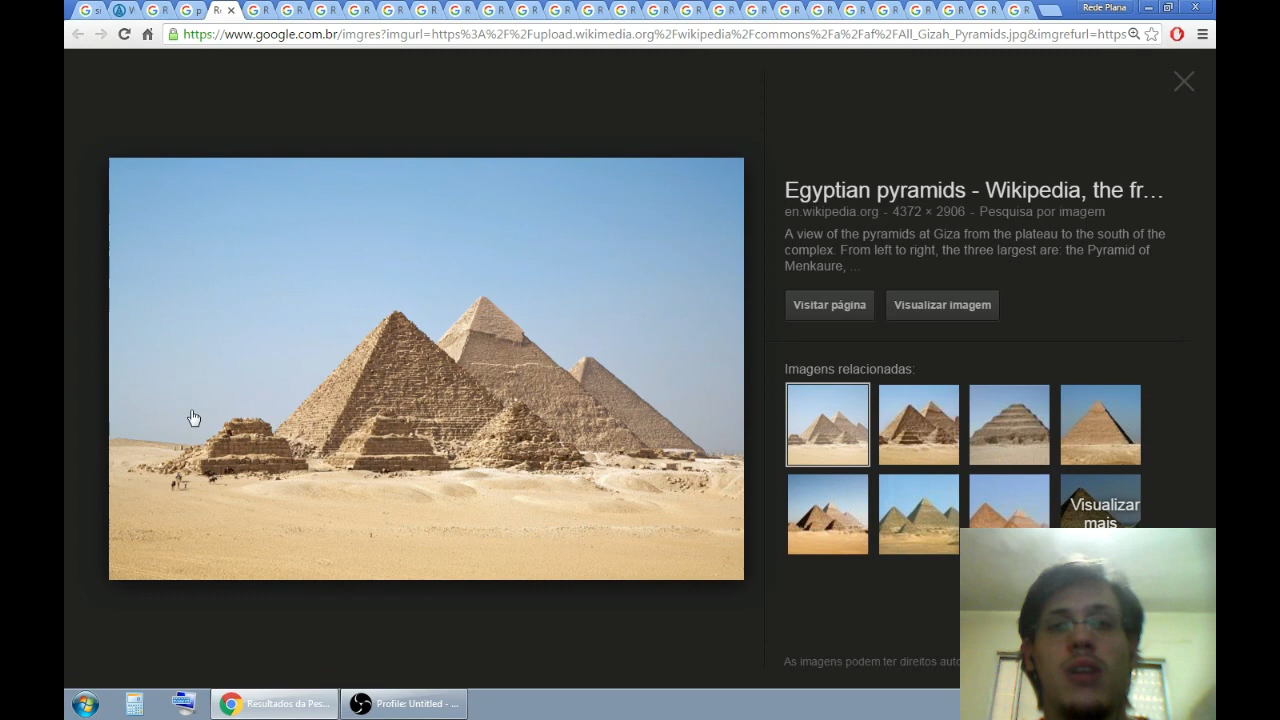 si
W
G R
p
Re
Rede Plana
https://www.google.com.br/imgres?imgurl=https%3A%2F%2Fupload.wikimedia.org%2Fwikipedia%2Fcommons%2Fa%2Faf%2FAll_Gizah_Pyramids.jpg&imgrefurl=https
Egyptian pyramids - Wikipedia, the fr...
en.wikipedia.org - 4372 × 2906 - Pesquisa por imagem
A view of the pyramids at Giza from the plateau to the south of the
complex. From left to right, the three largest are: the Pyramid of
Menkaure, ...
Visitar página
Visualizar imagem
Imagens relacionadas:
Visualizar
mais
As imagens podem ter direitos auto
Resultados da Pes...
Profile: Untitled - ...